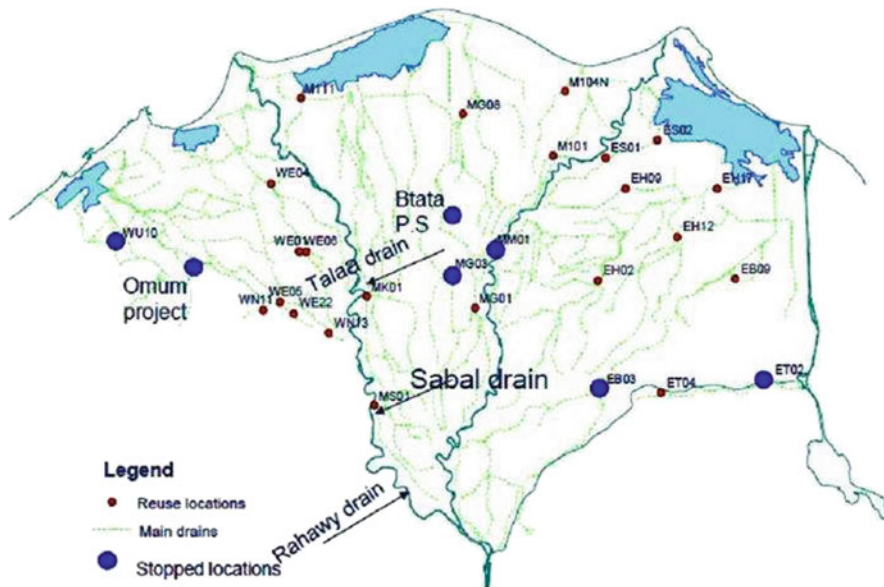 M104N
M111
MG08
ES02
M101
ES01
WE04
EH09
EH17
Btata
P.S
WU10
EH12
MM01
WE01
WE06
Talaa drain
MG03
Omum
project
EH02
EB09
WE05
MK01
WN11
WE22
MG01
WN13
Sabal drain
EB03
ET02
ET04
MS01
Legend
Reuse locations
Main drains
Stopped locations
Rahawy drain